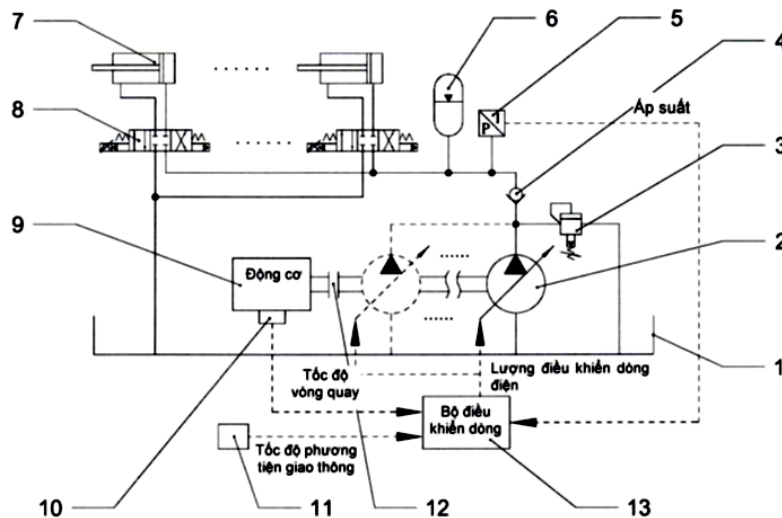 7
6
5
4
Áp suất
P
8
3
9
Động cơ
2
1
Tốc độ
vòng quay
Lượng điều khiển dòng
điện
Bộ điều
khiển dòng
Tốc độ phương
tiện giao thông
10
11
12
13